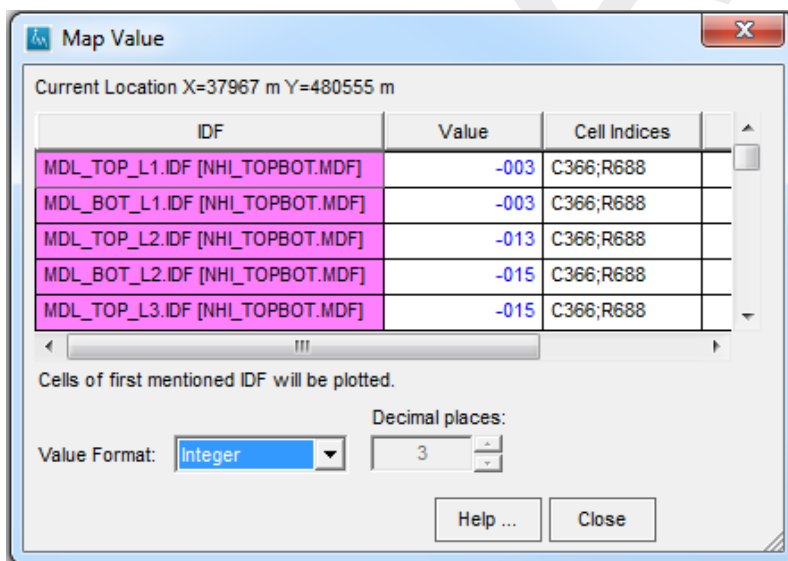 Map Value
Current Location X=37967 m Y=480555 m
IDF Value Cell Indices
MDL_TOP_L1.IDF [NHI_TOPBOT.MDF] -003 C366;R688
MDL_BOT_L1.IDF [NHI_TOPBOT.MDF] -003 C366;R688
MDL_TOP_L2.IDF [NHI_TOPBOT.MDF] -013 C366;R688
MDL_BOT_L2.IDF [NHI_TOPBOT.MDF] -015 C366;R688
MDL_TOP_L3.IDF [NHI_TOPBOT.MDF] -015 C366;R688
Cells of first mentioned IDF will be plotted.
Decimal places:
Value Format: Integer 3
Help ... Close